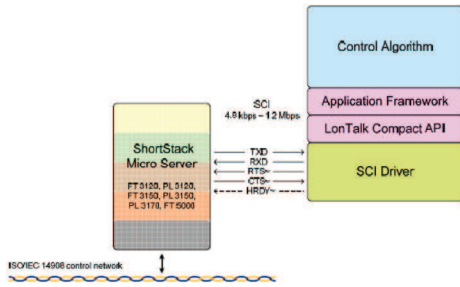 Control Algorithm
Application Framework
LonTalk Compact API
SCI Driver
SCI
4.8 kbps – 1.2 Mbps
TXD
RXD
RTS~
CTS~
HRDY~
ShortStack
Micro Server
FT 3120, PL 3120,
FT 3150, PL 3150,
PL 3170, FT 5000
ISO/IEC 14908 control network